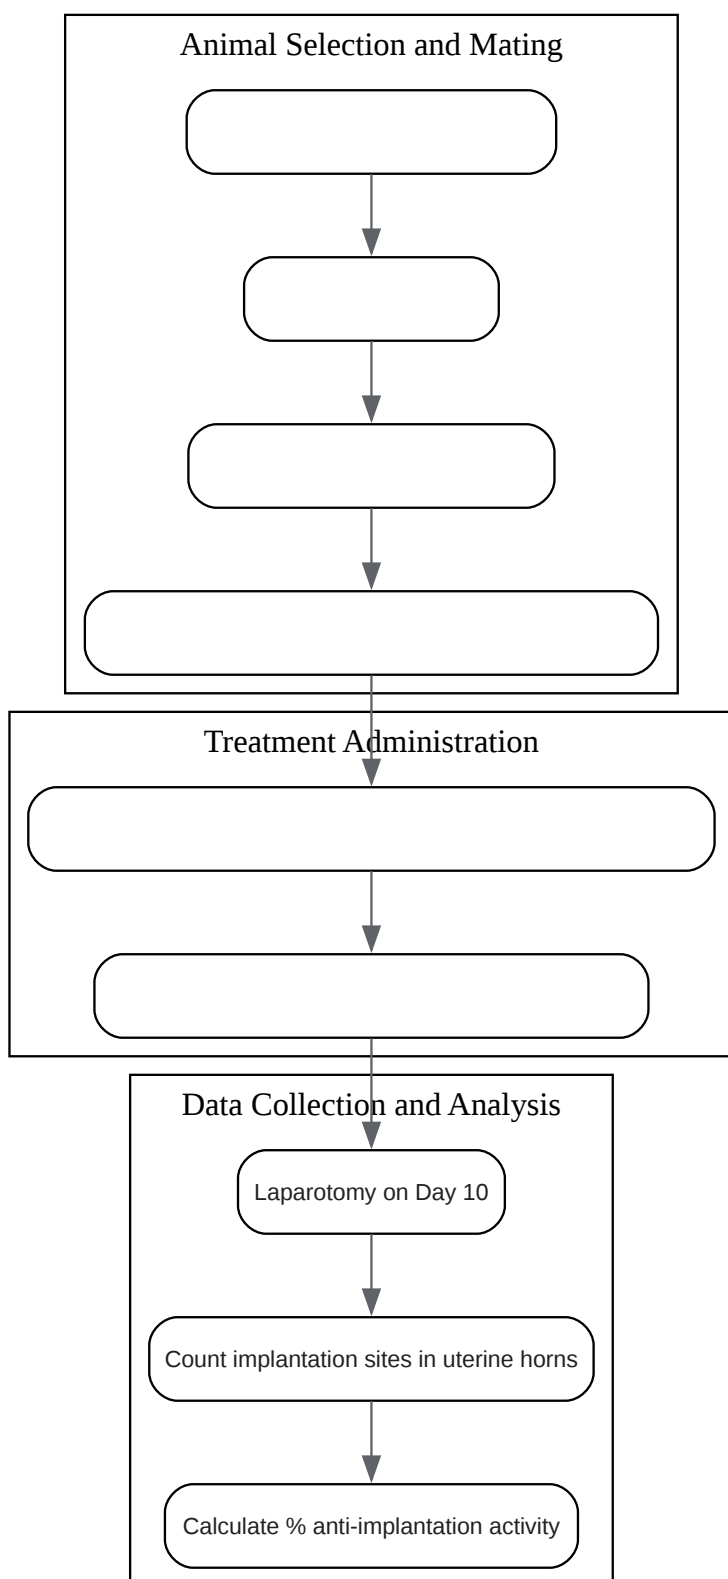 Animal Selection and Mating
Treatment Administration
Data Collection and Analysis
Laparotomy on Day 10
Count implantation sites in uterine horns
Calculate % anti-implantation activity